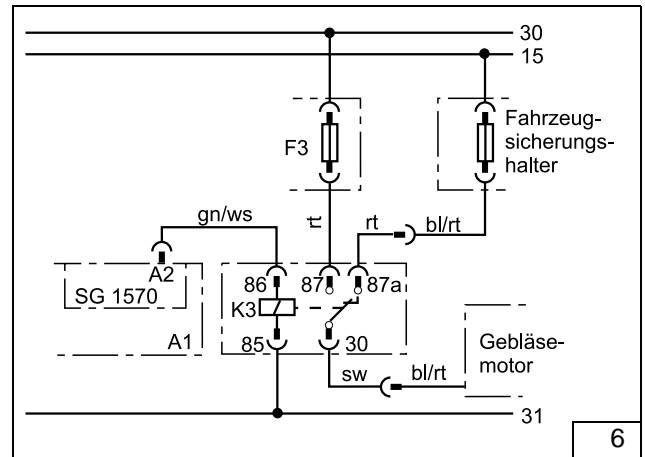 30
15
F3
Fahrzeug-
sicherungs-
halter
gn/ws
rt
rt
bl/rt
A2
SG 1570
A1
86
87
87a
K3
85
30
sw
bl/rt
Gebläse-
motor
31
6